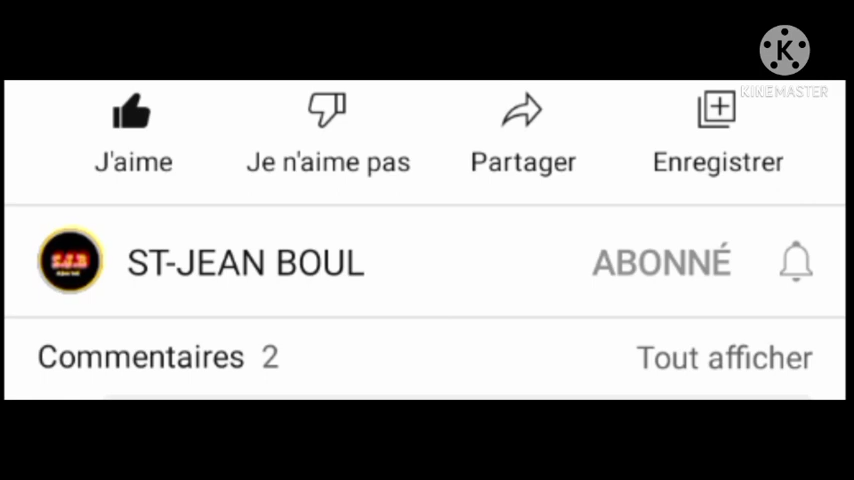 K
KINEMASTER
J'aime
Je n'aime pas
Partager
Enregistrer
S.J.B
ST-JEAN BOUL
ABONNÉ
Commentaires 2
Tout afficher